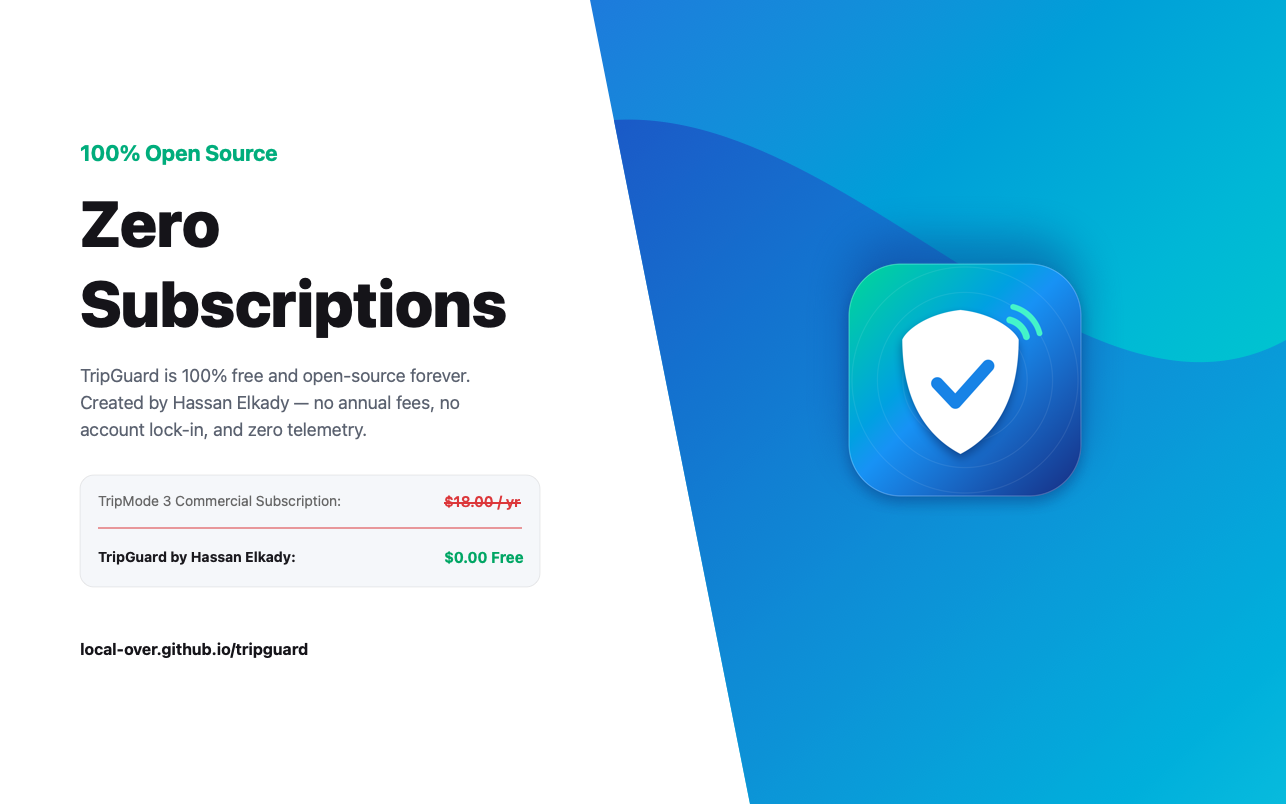 100% Open Source
Zero
Subscriptions
TripGuard is 100% free and open-source forever.
Created by Hassan Elkady — no annual fees, no
account lock-in, and zero telemetry.
TripMode 3 Commercial Subscription: $18.00 / yr
TripGuard by Hassan Elkady: $0.00 Free
local-over.github.io/tripguard